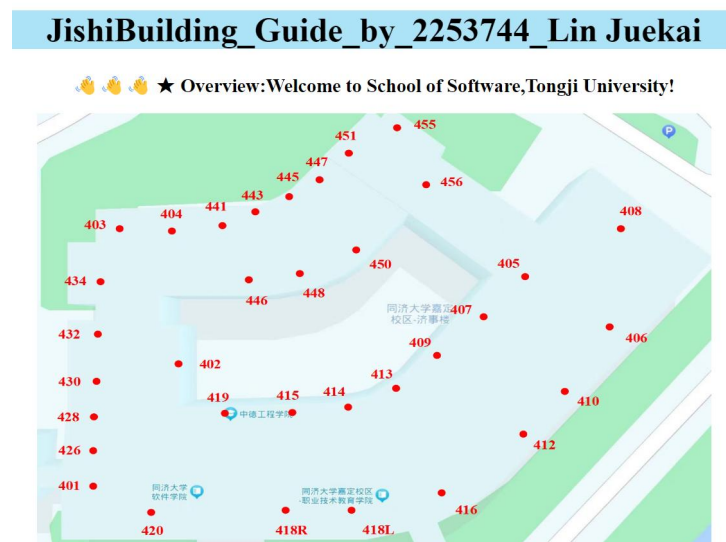 JishiBuilding_Guide_by_2253744_Lin Juekai
👋 👋 👋 ★ Overview:Welcome to School of Software,Tongji University!
455
451
P
447
456
445
443
408
441
404
403
450
405
434
446
448
同济大学嘉定
校区-济事楼
407
432
406
409
402
430
413
419
415
414
410
中德工程学院
428
412
426
401
同济大学
软件学院
同济大学嘉定校区
-职业技术教育学院
416
420
418R
418L